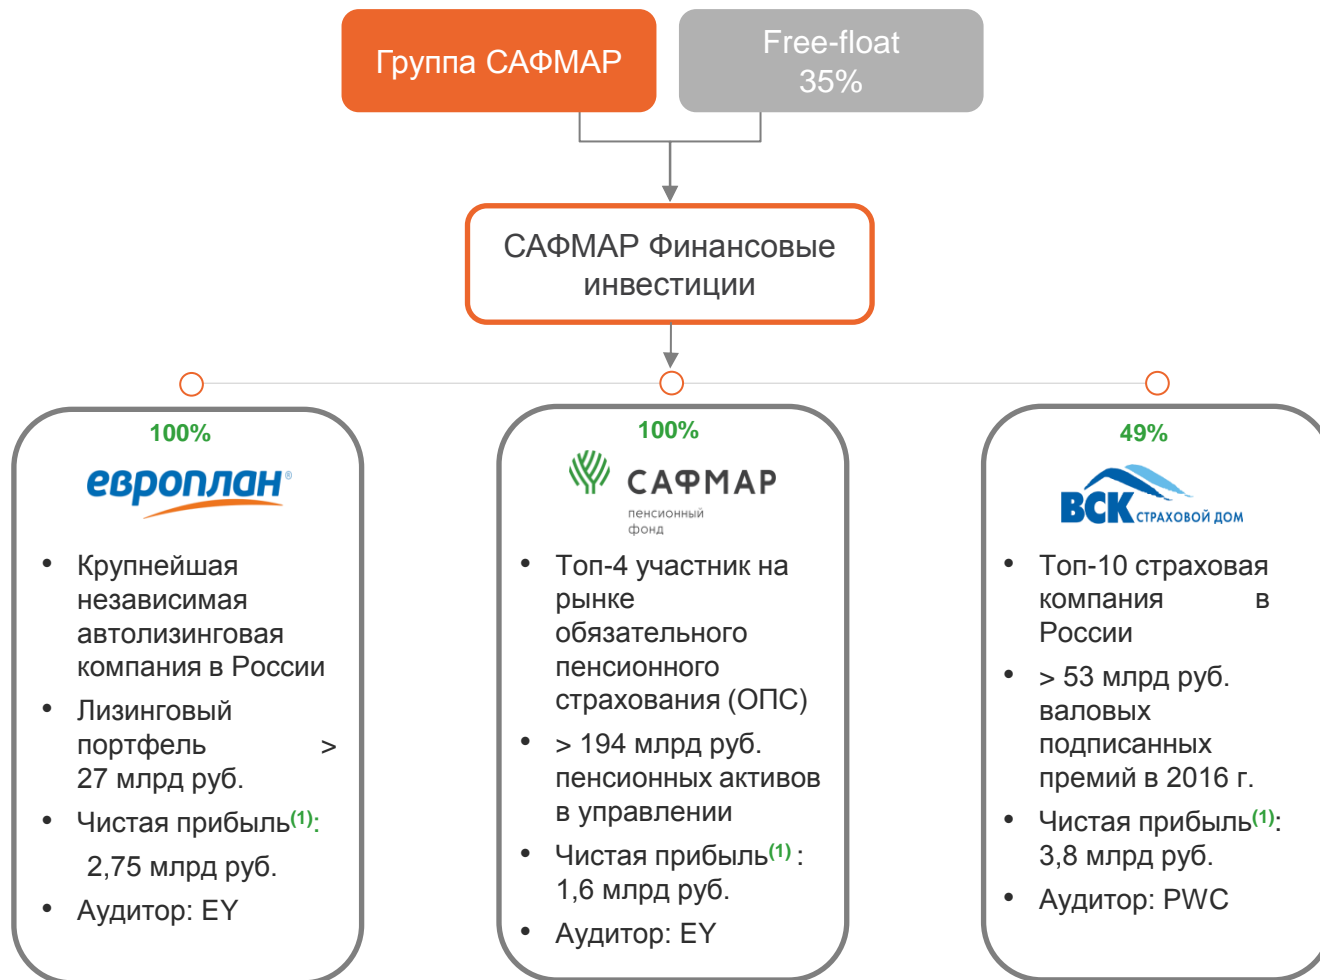 Группа САФМАР
Free-float
35%
САФМАР Финансовые
инвестиции
100%
европлан®
• Крупнейшая
независимая
автолизинговая
компания в России
• Лизинговый
портфель >
27 млрд руб.
• Чистая прибыль(1):
2,75 млрд руб.
• Аудитор: EY
100%
САФМАР
пенсионный
фонд
• Топ-4 участник на
рынке
обязательного
пенсионного
страхования (ОПС)
• > 194 млрд руб.
пенсионных активов
в управлении
• Чистая прибыль(1) :
1,6 млрд руб.
• Аудитор: EY
49%
ВСК СТРАХОВОЙ ДОМ
• Топ-10 страховая
компания в
России
• > 53 млрд руб.
валовых
подписанных
премий в 2016 г.
• Чистая прибыль(1):
3,8 млрд руб.
• Аудитор: PWC